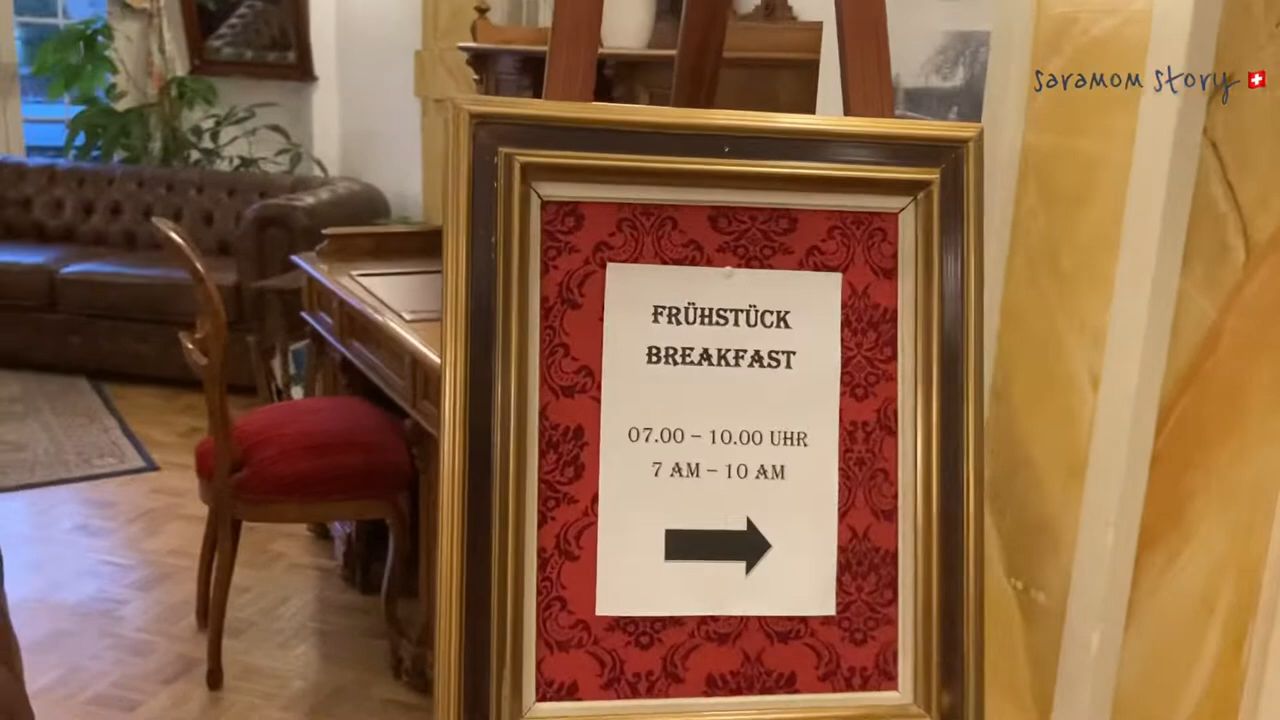 saramom story
FRÜHSTÜCK
BREAKFAST
07.00 – 10.00 UHR
7 AM – 10 AM